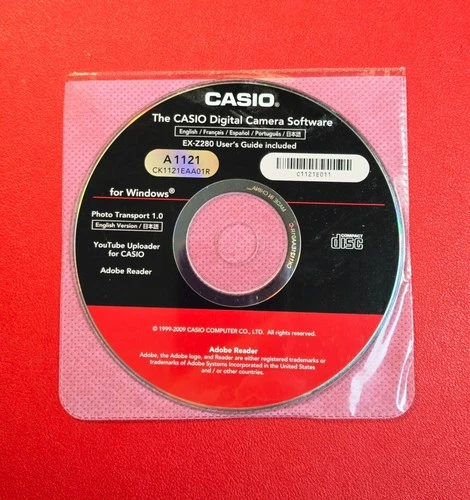 CASIO®
The CASIO Digital Camera Software
English / Français / Español / Português / 日本語
EX-Z280 User's Guide included
A 1121
CK1121EAA01R
C1121E011
for Windows®
Photo Transport 1.0
English Version / 日本語
YouTube Uploader
for CASIO
Adobe Reader
COMPACT
disc
© 1999-2009 CASIO COMPUTER CO., LTD. All rights reserved.
Adobe Reader
Adobe, the Adobe logo, and Reader are either registered trademarks or
trademarks of Adobe Systems Incorporated in the United States
and / or other countries.